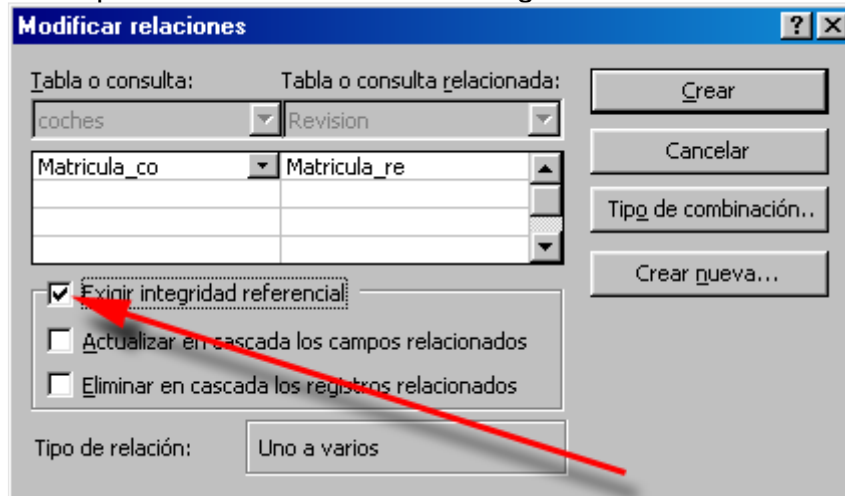 Modificar relaciones
Tabla o consulta: Tabla o consulta relacionada:
coches Revision
Matricula_co Matricula_re
Exigir integridad referencial
Actualizar en cascada los campos relacionados
Eliminar en cascada los registros relacionados
Tipo de relación: Uno a varios
Crear
Cancelar
Tipo de combinación..
Crear nueva...